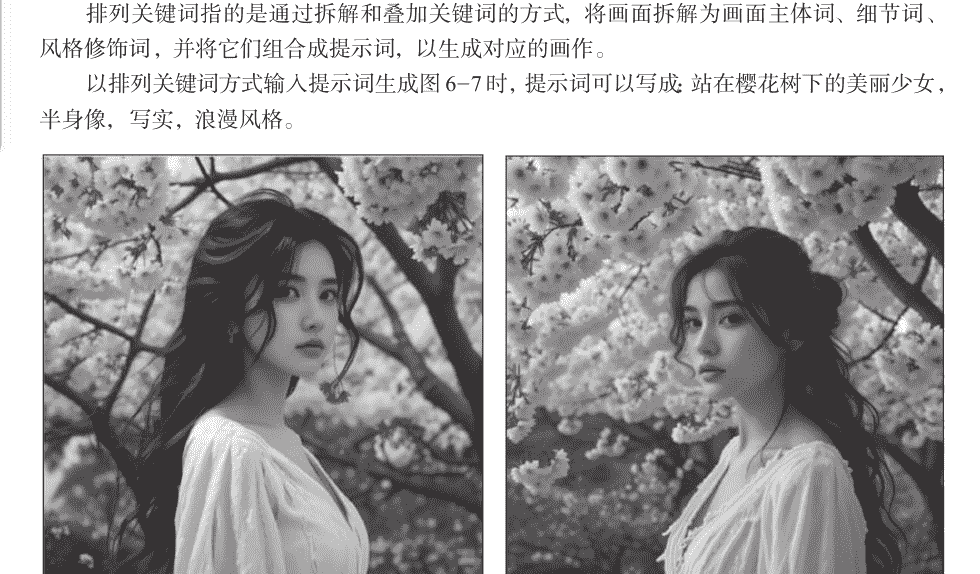 排列关键词指的是通过拆解和叠加关键词的方式，将画面拆解为画面主体词、细节词、
风格修饰词，并将它们组合成提示词，以生成对应的画作。
以排列关键词方式输入提示词生成图6-7时，提示词可以写成：站在樱花树下的美丽少女，
半身像，写实，浪漫风格。